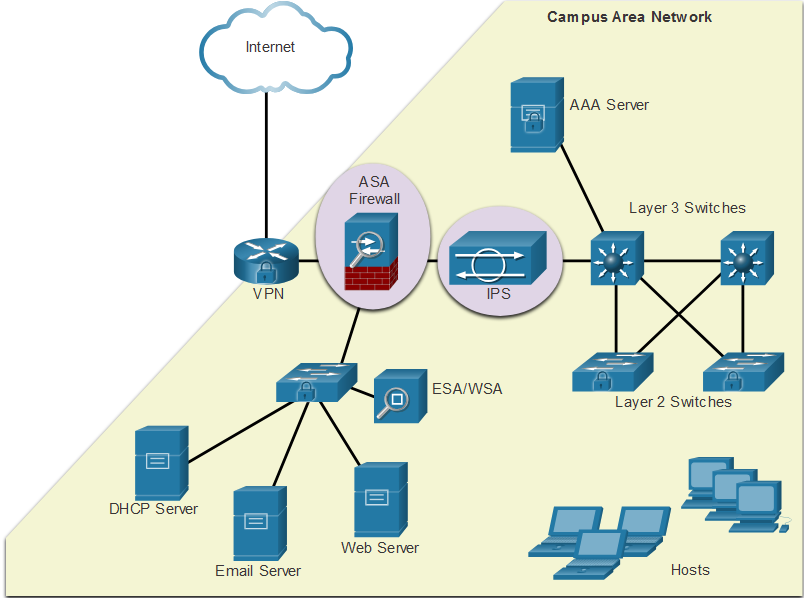 Campus Area Network
Internet
AAA Server
ASA
Firewall
Layer 3 Switches
VPN
IPS
ESA/WSA
Layer 2 Switches
DHCP Server
Web Server
Email Server
Hosts